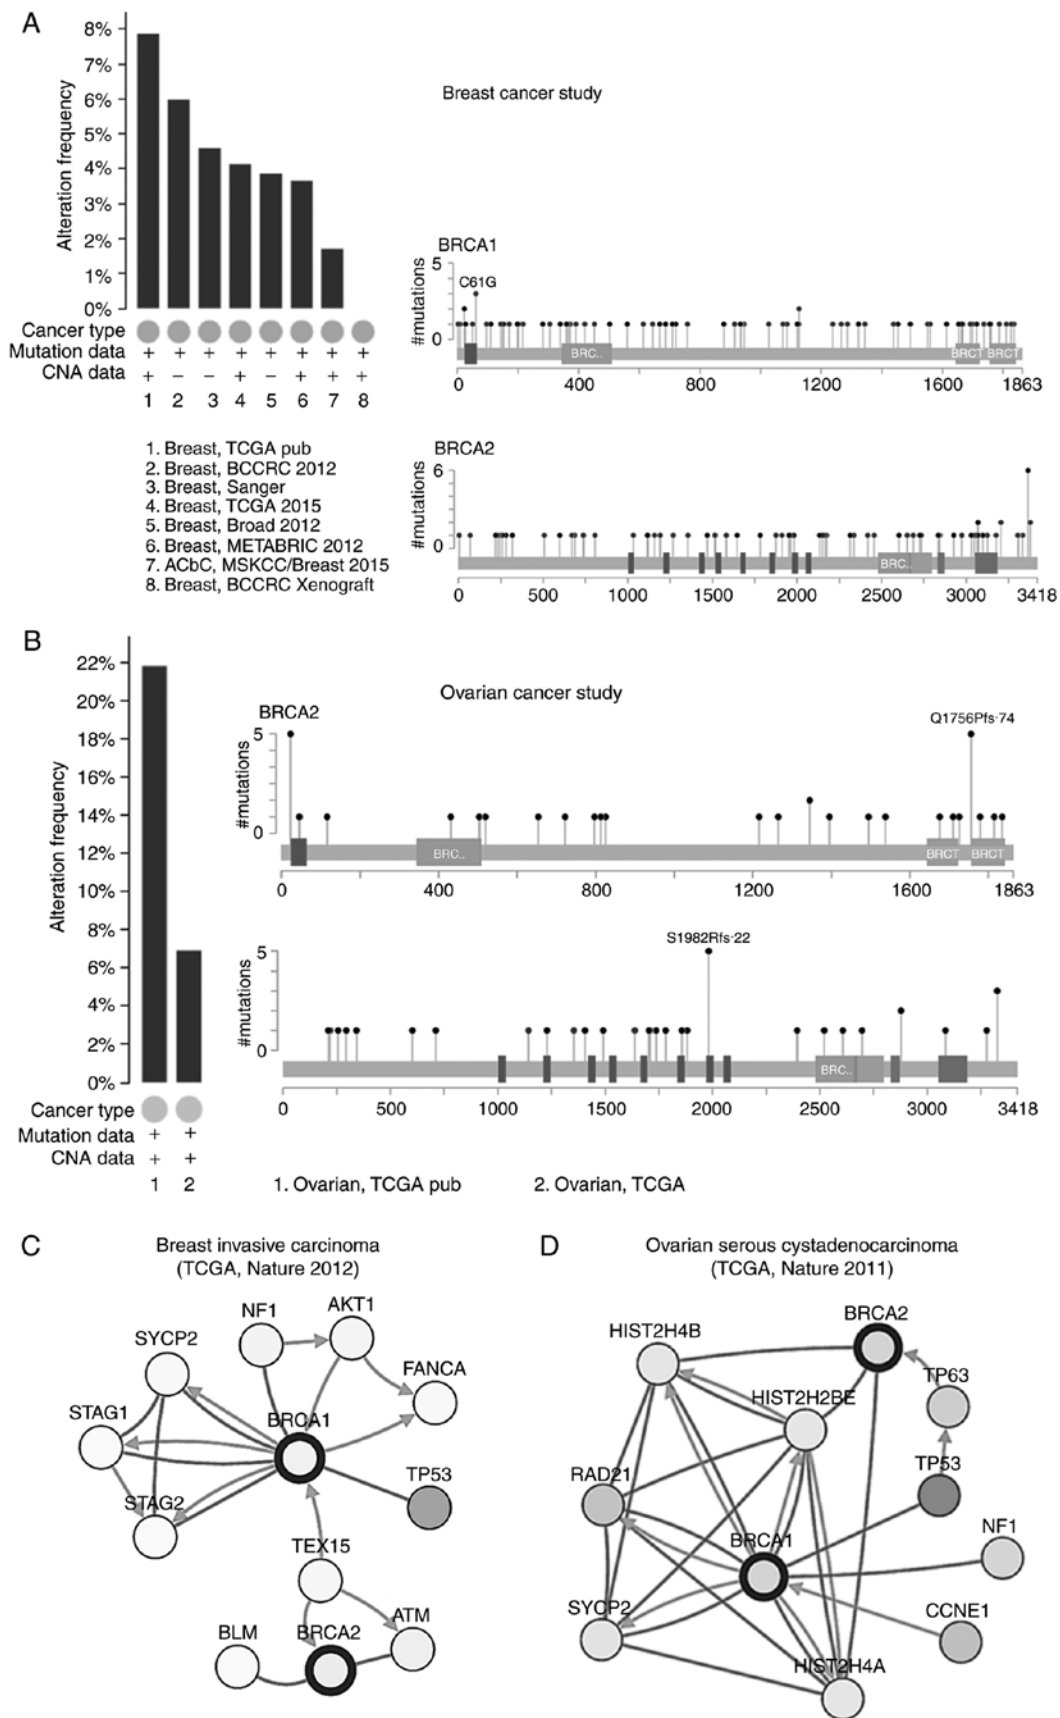 A
8%
7%
6%
5%
4%
3%
2%
1%
0%
Alteration frequency
Cancer type
Mutation data + + + + + + + +
CNA data + − − + − + + +
1 2 3 4 5 6 7 8
Breast cancer study
BRCA1
5
C61G
#mutations
0
BRC..
BRCT BRCT
0 400 800 1200 1600 1863
1. Breast, TCGA pub
2. Breast, BCCRC 2012
3. Breast, Sanger
4. Breast, TCGA 2015
5. Breast, Broad 2012
6. Breast, METABRIC 2012
7. ACbC, MSKCC/Breast 2015
8. Breast, BCCRC Xenograft
BRCA2
6
#mutations
0
BRC..
0 500 1000 1500 2000 2500 3000 3418
B
22%
20%
18%
16%
14%
12%
10%
8%
6%
4%
2%
0%
Alteration frequency
Cancer type
Mutation data + +
CNA data + +
1 2
Ovarian cancer study
BRCA2
5
Q1756Pfs·74
#mutations
0
BRC..
BRCT BRCT
0 400 800 1200 1600 1863
S1982Rfs·22
5
#mutations
0
BRC..
0 500 1000 1500 2000 2500 3000 3418
1. Ovarian, TCGA pub 2. Ovarian, TCGA
C
Breast invasive carcinoma
(TCGA, Nature 2012)
NF1
AKT1
SYCP2
FANCA
STAG1
BRCA1
TP53
STAG2
TEX15
BLM
BRCA2
ATM
D
Ovarian serous cystadenocarcinoma
(TCGA, Nature 2011)
BRCA2
HIST2H4B
TP63
HIST2H2BE
RAD21
TP53
BRCA1
NF1
SYCP2
CCNE1
HIST2H4A